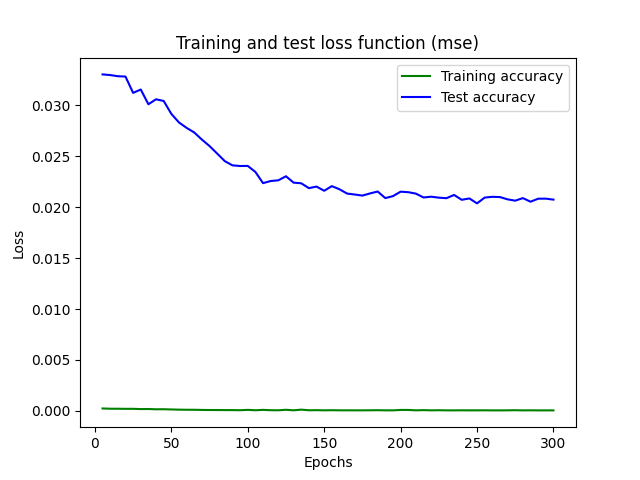 Training and test loss function (mse)
Training accuracy
Test accuracy
0.030
0.025
0.020
0.015
0.010
0.005
0.000
Loss
0 50 100 150 200 250 300
Epochs